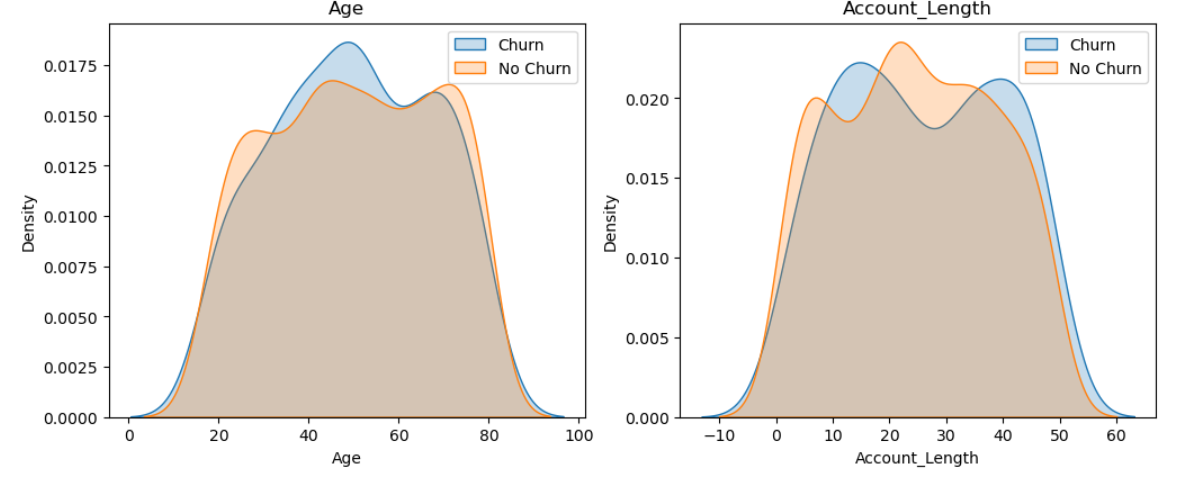 Age
Churn
No Churn
0.0175
0.0150
0.0125
0.0100
0.0075
0.0050
0.0025
0.0000
Density
0
20
40
60
80
100
Age
Account_Length
Churn
No Churn
0.020
0.015
0.010
0.005
0.000
Density
−10
0
10
20
30
40
50
60
Account_Length